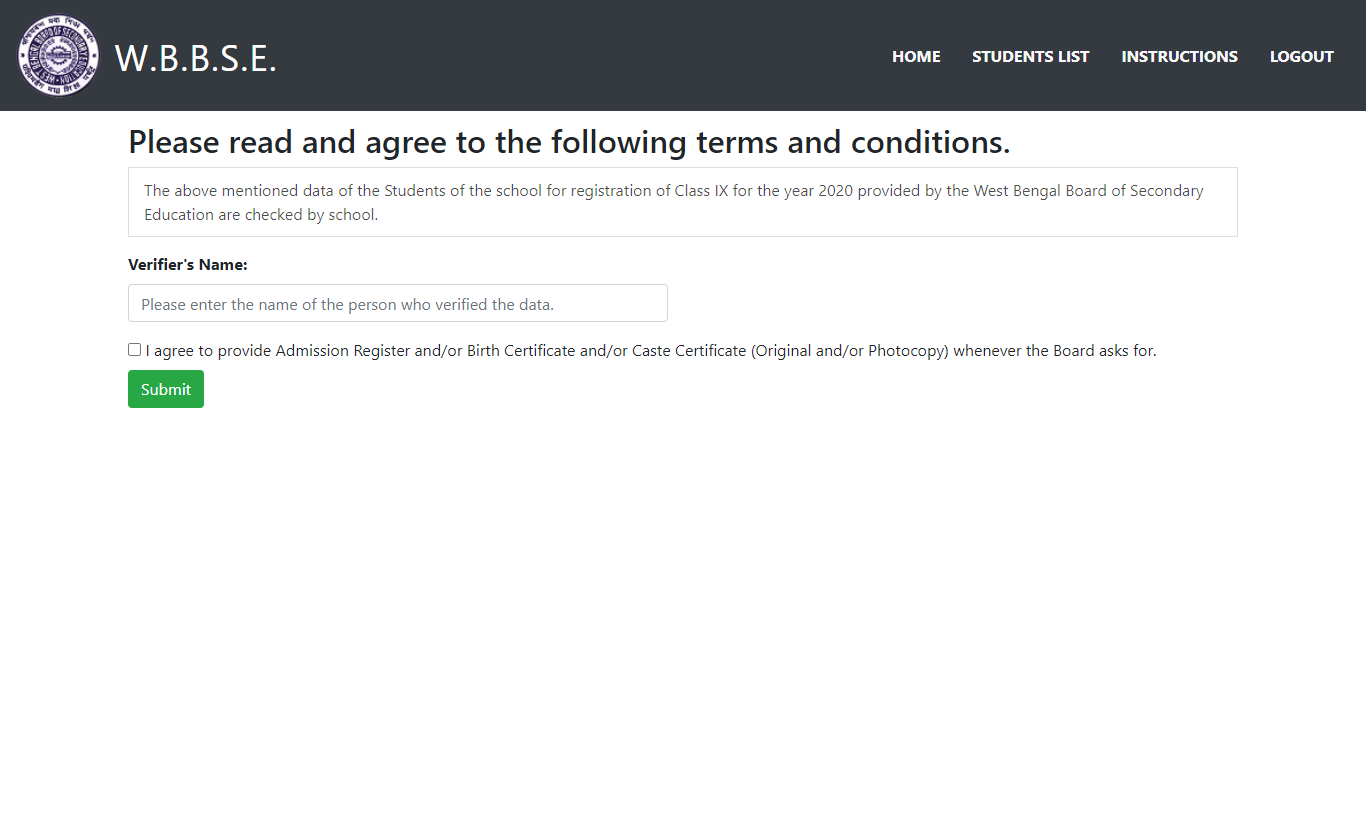 W.B.B.S.E.
HOME STUDENTS LIST INSTRUCTIONS LOGOUT
Please read and agree to the following terms and conditions.
The above mentioned data of the Students of the school for registration of Class IX for the year 2020 provided by the West Bengal Board of Secondary
Education are checked by school.
Verifier's Name:
Please enter the name of the person who verified the data.
I agree to provide Admission Register and/or Birth Certificate and/or Caste Certificate (Original and/or Photocopy) whenever the Board asks for.
Submit